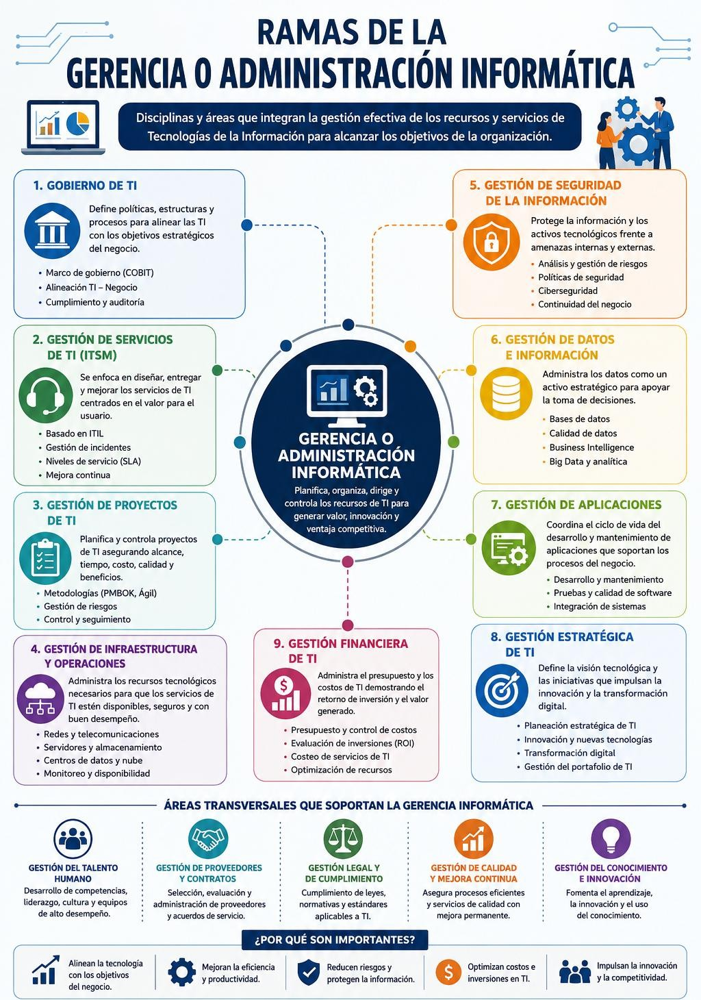 RAMAS DE LA
GERENCIA O ADMINISTRACIÓN INFORMÁTICA
Disciplinas y áreas que integran la gestión efectiva de los recursos y servicios de
Tecnologías de la Información para alcanzar los objetivos de la organización.
1. GOBIERNO DE TI
Define políticas, estructuras y
procesos para alinear las TI
con los objetivos estratégicos
del negocio.
• Marco de gobierno (COBIT)
• Alineación TI – Negocio
• Cumplimiento y auditoría
2. GESTIÓN DE SERVICIOS
DE TI (ITSM)
Se enfoca en diseñar, entregar
y mejorar los servicios de TI
centrados en el valor para el
usuario.
• Basado en ITIL
• Gestión de incidentes
• Niveles de servicio (SLA)
• Mejora continua
3. GESTIÓN DE PROYECTOS
DE TI
Planifica y controla proyectos
de TI asegurando alcance,
tiempo, costo, calidad y
beneficios.
• Metodologías (PMBOK, Ágil)
• Gestión de riesgos
• Control y seguimiento
4. GESTIÓN DE INFRAESTRUCTURA
Y OPERACIONES
Administra los recursos tecnológicos
necesarios para que los servicios de
TI estén disponibles, seguros y con
buen desempeño.
• Redes y telecomunicaciones
• Servidores y almacenamiento
• Centros de datos y nube
• Monitoreo y disponibilidad
GERENCIA O
ADMINISTRACIÓN
INFORMÁTICA
Planifica, organiza, dirige y
controla los recursos de TI para
generar valor, innovación y
ventaja competitiva.
5. GESTIÓN DE SEGURIDAD
DE LA INFORMACIÓN
Protege la información y los
activos tecnológicos frente a
amenazas internas y externas.
• Análisis y gestión de riesgos
• Políticas de seguridad
• Ciberseguridad
• Continuidad del negocio
6. GESTIÓN DE DATOS
E INFORMACIÓN
Administra los datos como un
activo estratégico para apoyar
la toma de decisiones.
• Bases de datos
• Calidad de datos
• Business Intelligence
• Big Data y analítica
7. GESTIÓN DE APLICACIONES
Coordina el ciclo de vida del
desarrollo y mantenimiento de
aplicaciones que soportan los
procesos del negocio.
• Desarrollo y mantenimiento
• Pruebas y calidad de software
• Integración de sistemas
8. GESTIÓN ESTRATÉGICA
DE TI
Define la visión tecnológica y
las iniciativas que impulsan la
innovación y la transformación
digital.
• Planeación estratégica de TI
• Innovación y nuevas tecnologías
• Transformación digital
• Gestión del portafolio de TI
9. GESTIÓN FINANCIERA
DE TI
Administra el presupuesto y los
costos de TI demostrando el
retorno de inversión y el valor
generado.
• Presupuesto y control de costos
• Evaluación de inversiones (ROI)
• Costeo de servicios de TI
• Optimización de recursos
ÁREAS TRANSVERSALES QUE SOPORTAN LA GERENCIA INFORMÁTICA
GESTIÓN DEL TALENTO
HUMANO
Desarrollo de competencias,
liderazgo, cultura y equipos
de alto desempeño.
GESTIÓN DE PROVEEDORES
Y CONTRATOS
Selección, evaluación y
administración de proveedores
y acuerdos de servicio.
GESTIÓN LEGAL Y
DE CUMPLIMIENTO
Cumplimiento de leyes,
normativas y estándares
aplicables a TI.
GESTIÓN DE CALIDAD
Y MEJORA CONTINUA
Asegura procesos eficientes
y servicios de calidad con
mejora permanente.
GESTIÓN DEL CONOCIMIENTO
E INNOVACIÓN
Fomenta el aprendizaje,
la innovación y el uso
del conocimiento.
¿POR QUÉ SON IMPORTANTES?
Alinean la tecnología
con los objetivos
del negocio.
Mejoran la eficiencia
y productividad.
Reducen riesgos y
protegen la información.
$
Optimizan costos e
inversiones en TI.
Impulsan la innovación
y la competitividad.